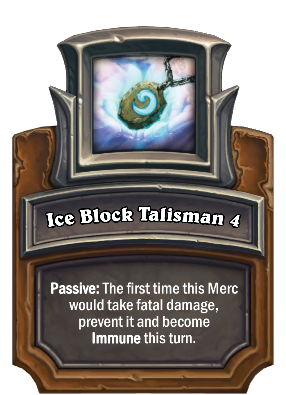 Ice Block Talisman 4
Passive: The first time this Merc
would take fatal damage,
prevent it and become
Immune this turn.